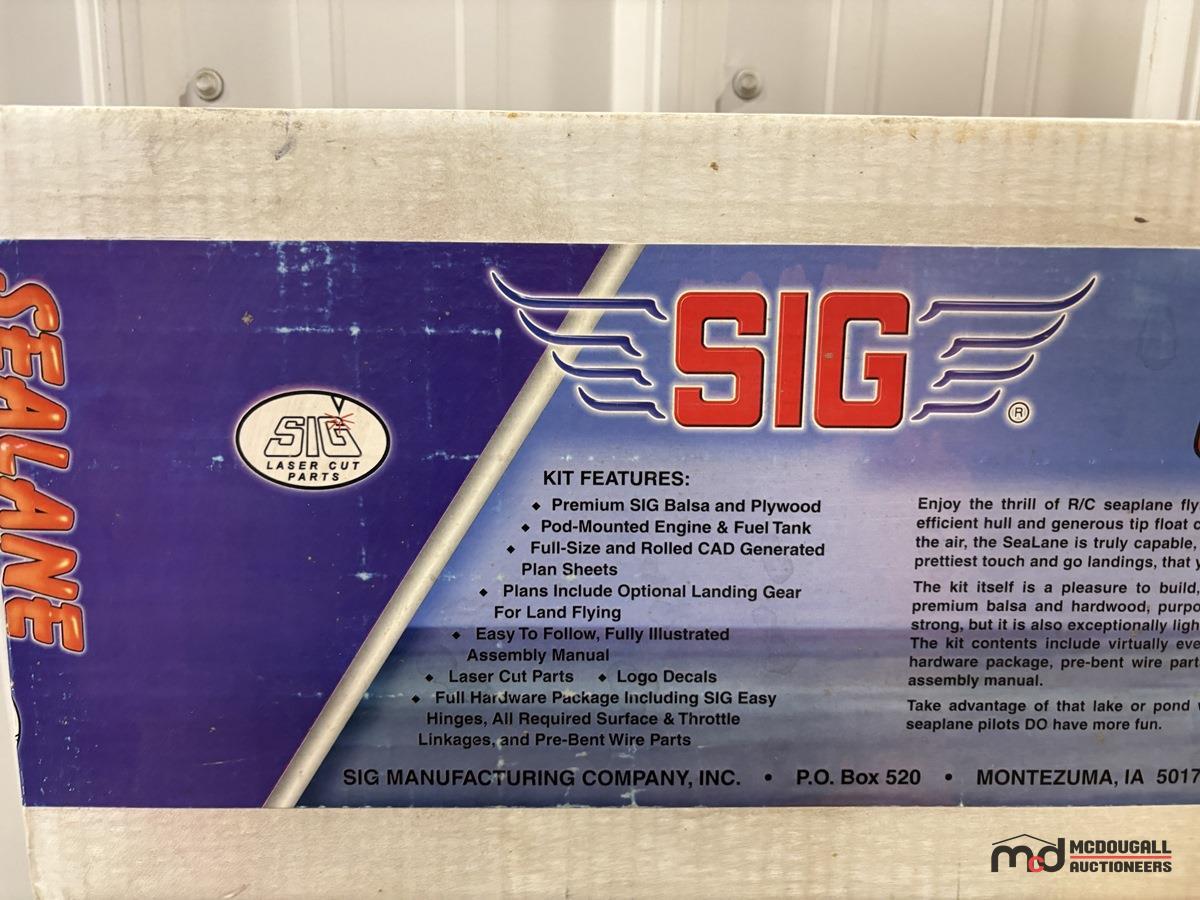 SEALANE
SIG
LASER CUT
PARTS
SIG ®
KIT FEATURES:
◆ Premium SIG Balsa and Plywood
◆ Pod-Mounted Engine & Fuel Tank
◆ Full-Size and Rolled CAD Generated
Plan Sheets
◆ Plans Include Optional Landing Gear
For Land Flying
◆ Easy To Follow, Fully Illustrated
Assembly Manual
◆ Laser Cut Parts ◆ Logo Decals
◆ Full Hardware Package Including SIG Easy
Hinges, All Required Surface & Throttle
Linkages, and Pre-Bent Wire Parts
Enjoy the thrill of R/C seaplane fly
efficient hull and generous tip float
the air, the SeaLane is truly capable,
prettiest touch and go landings, that
The kit itself is a pleasure to build,
premium balsa and hardwood, purpo
strong, but it is also exceptionally ligh
The kit contents include virtually eve
hardware package, pre-bent wire part
assembly manual.
Take advantage of that lake or pond
seaplane pilots DO have more fun.
SIG MANUFACTURING COMPANY, INC. • P.O. Box 520 • MONTEZUMA, IA 5017
mcd MCDOUGALL
AUCTIONEERS